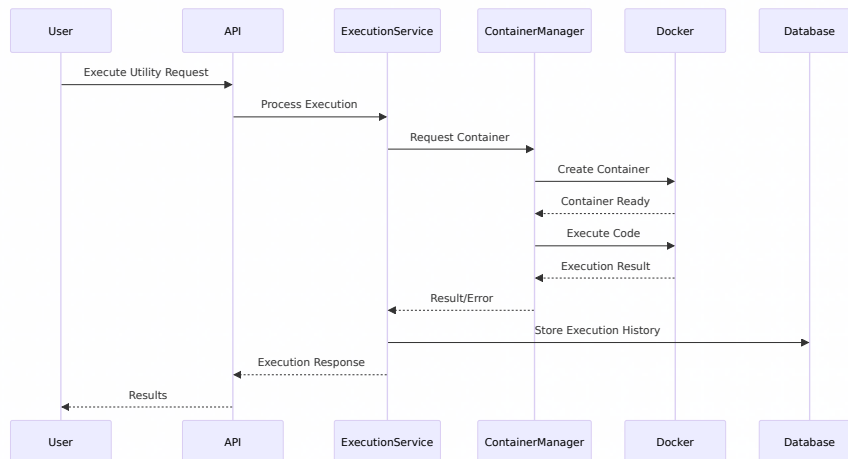 User
API
ExecutionService
ContainerManager
Docker
Database
Execute Utility Request
Process Execution
Request Container
Create Container
Container Ready
Execute Code
Execution Result
Result/Error
Store Execution History
Execution Response
Results
User
API
ExecutionService
ContainerManager
Docker
Database